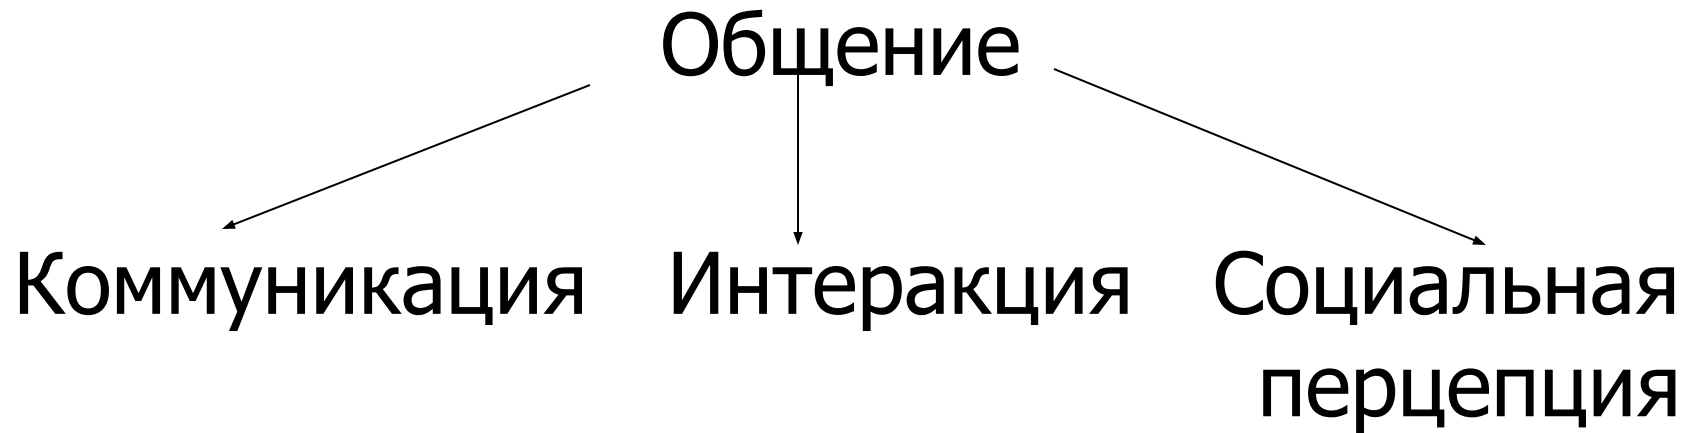 Общение
Коммуникация Интеракция Социальная
перцепция